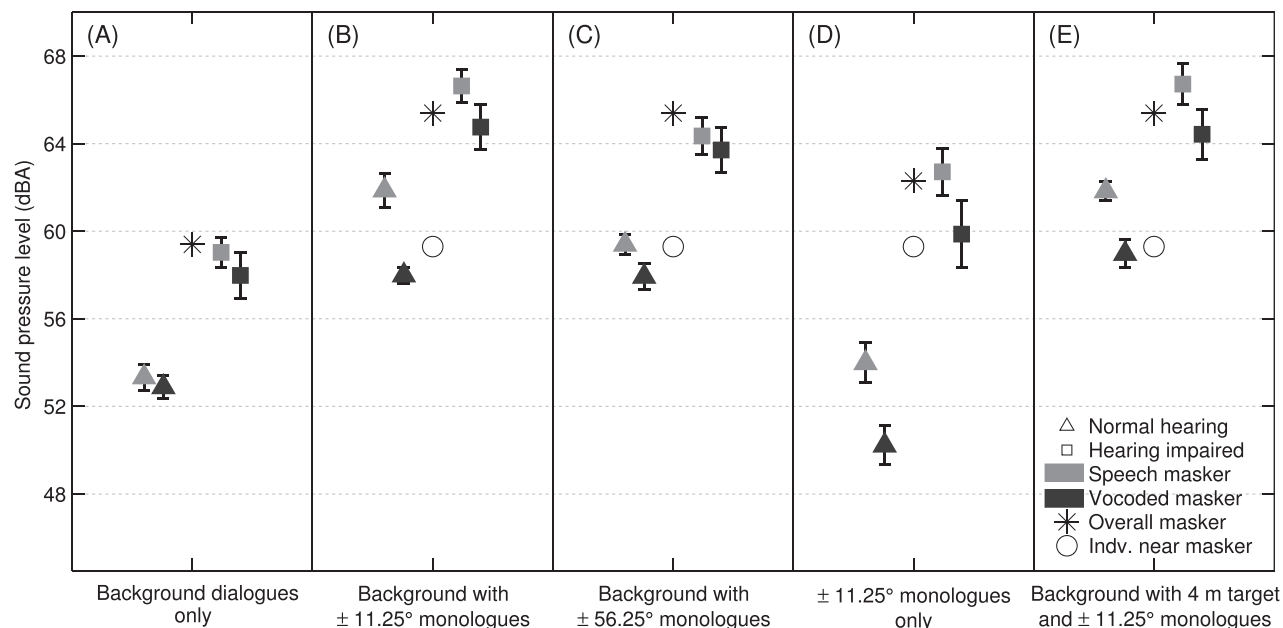 (A)
(B)
(C)
(D)
(E)
68
64
60
56
52
48
Sound pressure level (dBA)
Normal hearing
Hearing impaired
Speech masker
Vocoded masker
Overall masker
Indv. near masker
Background dialogues
only
Background with
± 11.25° monologues
Background with
± 56.25° monologues
± 11.25° monologues
only
Background with 4 m target
and ± 11.25° monologues